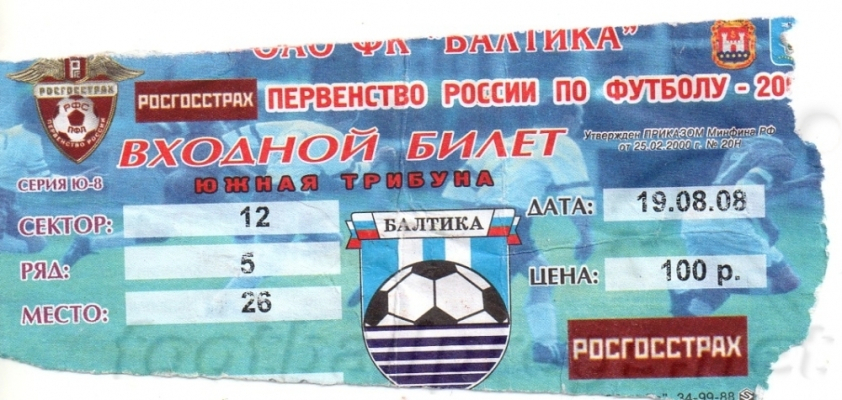 ОАО ФК "БАЛТИКА"
РОСГОССТРАХ
РФС
ПФЛ
ПЕРВЕНСТВО РОССИИ
РОСГОССТРАХ
ПЕРВЕНСТВО РОССИИ ПО ФУТБОЛУ - 20
ВХОДНОЙ БИЛЕТ
Утвержден ПРИКАЗОМ Минфина РФ
от 25.02.2000 г. № 20Н
СЕРИЯ Ю-8
ЮЖНАЯ ТРИБУНА
СЕКТОР: 12
РЯД: 5
МЕСТО: 26
БАЛТИКА
ДАТА: 19.08.08
ЦЕНА: 100 р.
РОСГОССТРАХ
34-99-88